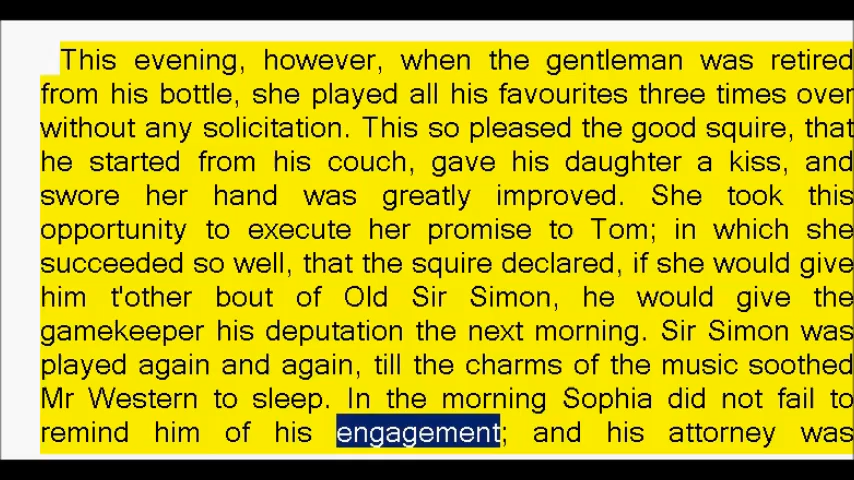 This evening, however, when the gentleman was retired
from his bottle, she played all his favourites three times over
without any solicitation. This so pleased the good squire, that
he started from his couch, gave his daughter a kiss, and
swore her hand was greatly improved. She took this
opportunity to execute her promise to Tom; in which she
succeeded so well, that the squire declared, if she would give
him t'other bout of Old Sir Simon, he would give the
gamekeeper his deputation the next morning. Sir Simon was
played again and again, till the charms of the music soothed
Mr Western to sleep. In the morning Sophia did not fail to
remind him of his engagement; and his attorney was